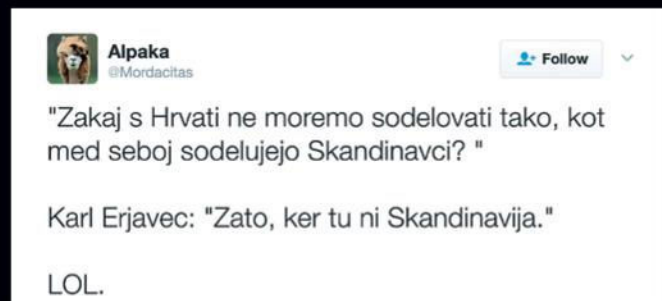 Alpaka
@Mordacitas
Follow
"Zakaj s Hrvati ne moremo sodelovati tako, kot
med seboj sodelujejo Skandinavci? "
Karl Erjavec: "Zato, ker tu ni Skandinavija."
LOL.